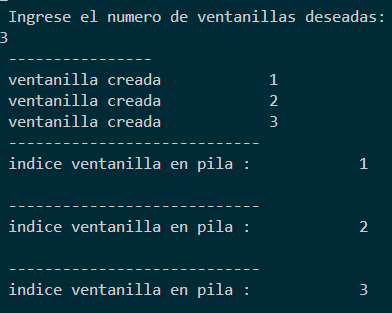 Ingrese el numero de ventanillas deseadas:
3
---------------
ventanilla creada            1
ventanilla creada            2
ventanilla creada            3
--------------------------
indice ventanilla en pila :            1
--------------------------
indice ventanilla en pila :            2
--------------------------
indice ventanilla en pila :            3